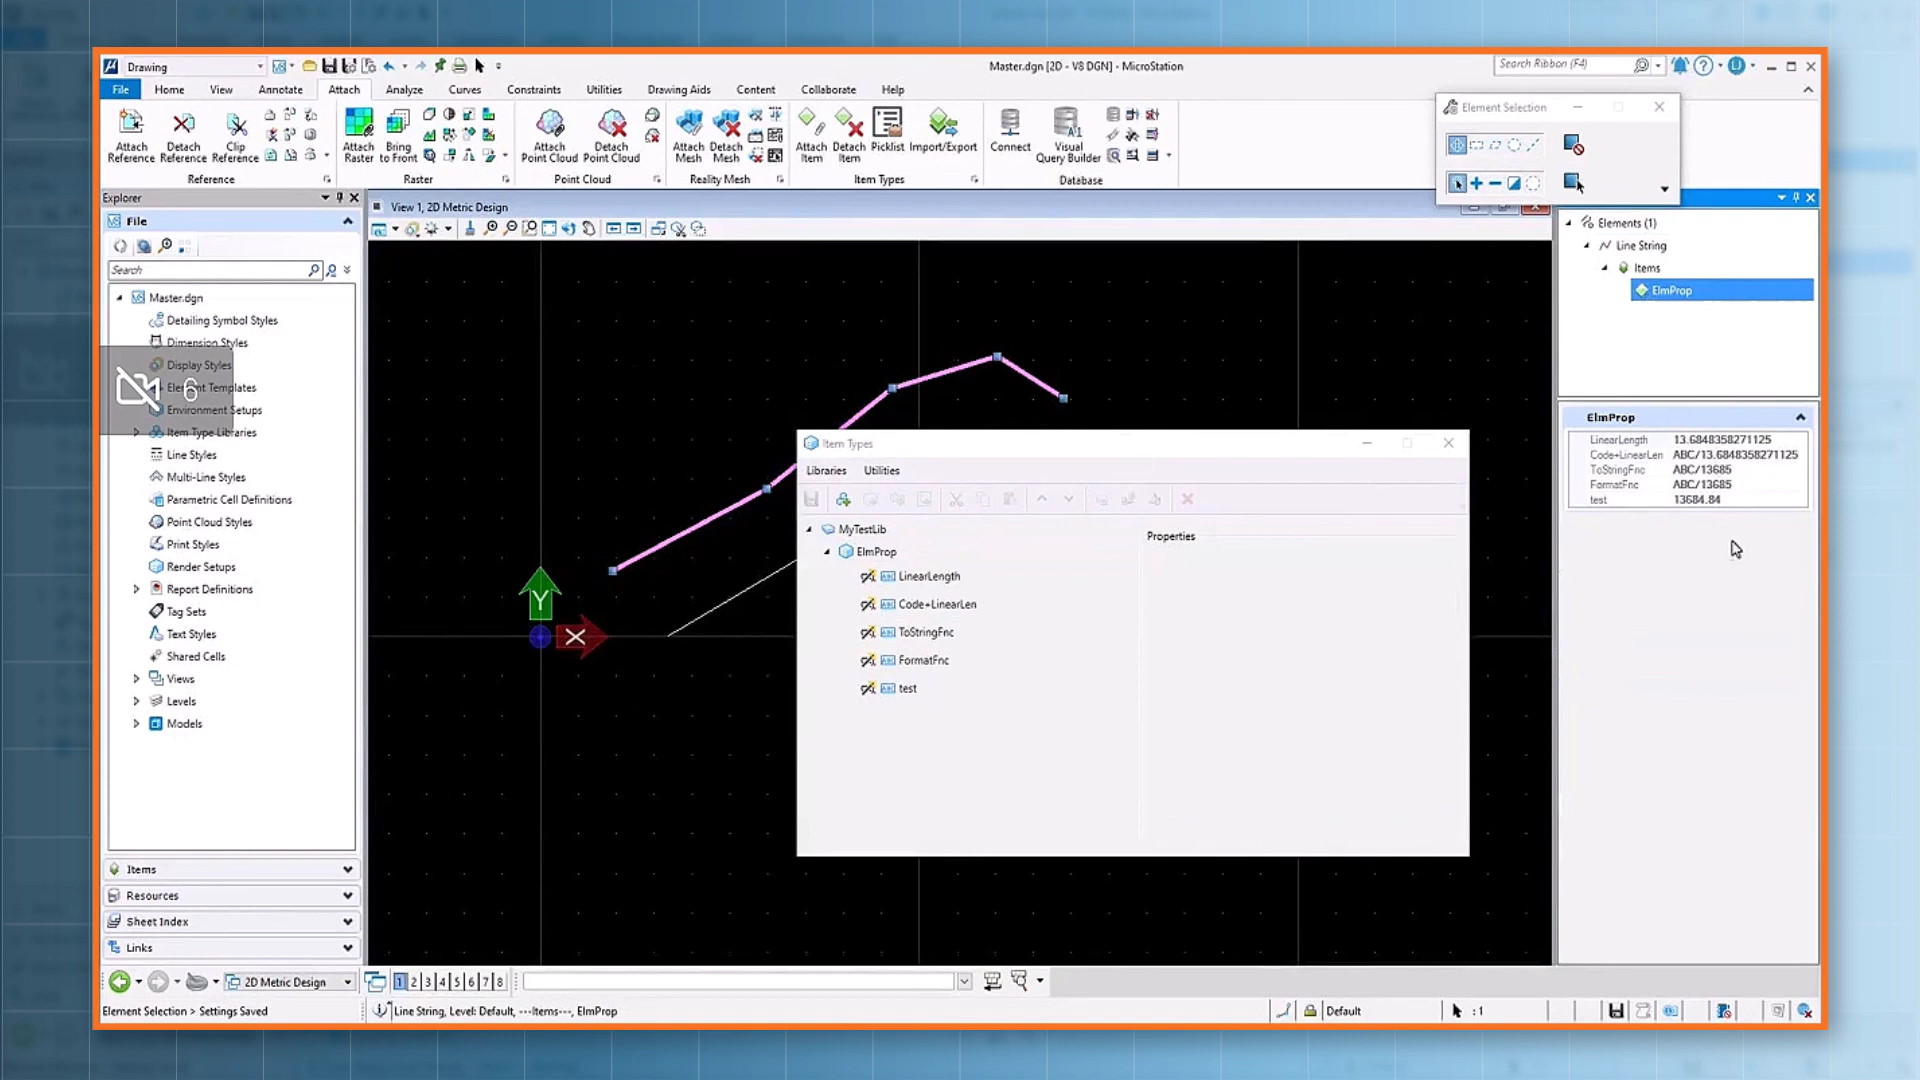 Drawing
Master.dgn [2D - V8 DGN] - MicroStation
Search Ribbon (F4)
File Home View Annotate Attach Analyze Curves Constraints Utilities Drawing Aids Content Collaborate Help
Element Selection
Attach Reference
Detach Reference
Clip Reference
Attach Raster
Bring to Front
Attach Point Cloud
Detach Point Cloud
Attach Mesh
Detach Mesh
Attach Item
Detach Item
Picklist
Import/Export
Connect
Visual Query Builder
Reference
Raster
Point Cloud
Reality Mesh
Item Types
Database
Explorer
File
Search
Master.dgn
Detailing Symbol Styles
Dimension Styles
Display Styles
Element Templates
Environment Setups
Item Type Libraries
Line Styles
Multi-Line Styles
Parametric Cell Definitions
Point Cloud Styles
Print Styles
Render Setups
Report Definitions
Tag Sets
Text Styles
Shared Cells
Views
Levels
Models
6
Items
Resources
Sheet Index
Links
View 1, 2D Metric Design
Y
X
Item Types
Libraries Utilities
MyTestLib
ElmProp
LinearLength
Code+LinearLen
ToStringFnc
FormatFnc
test
Properties
Elements (1)
Line String
Items
ElmProp
ElmProp
LinearLength 13.6848358271125
Code+LinearLen ABC/13.6848358271125
ToStringFnc ABC/13685
FormatFnc ABC/13685
test 13684.84
2D Metric Design
1 2 3 4 5 6 7 8
Element Selection > Settings Saved
Line String, Level: Default, ---Items---, ElmProp
Default
: 1